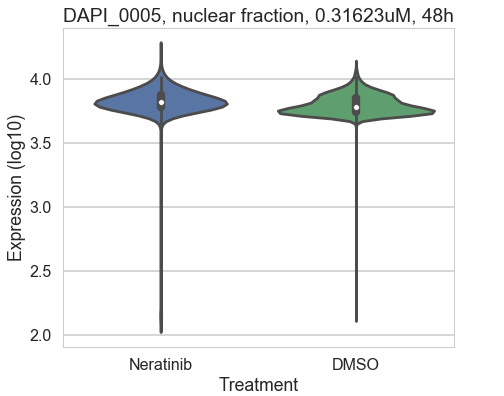 DAPI_0005, nuclear fraction, 0.31623uM, 48h
Expression (log10)
4.0
3.5
3.0
2.5
2.0
Neratinib DMSO
Treatment